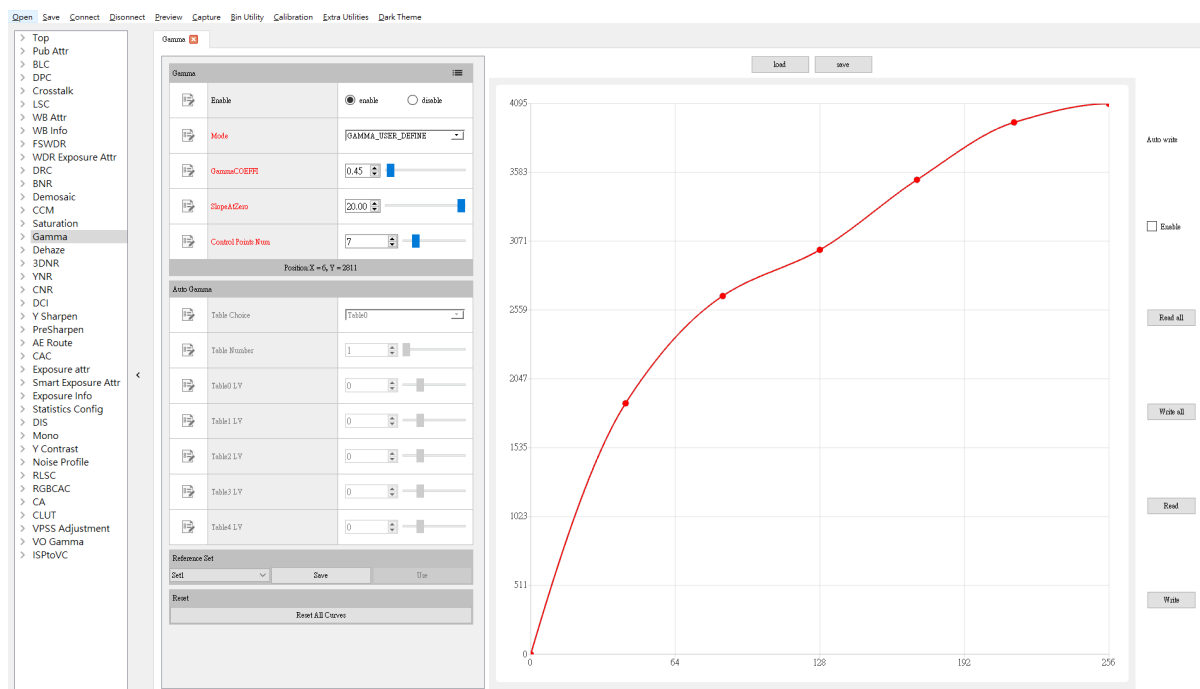 Open Save Connect Disonnect Preview Capture Bin Utility Calibration Extra Utilities Dark Theme
Top
Pub Attr
BLC
DPC
Crosstalk
LSC
WB Attr
WB Info
FSWDR
WDR Exposure Attr
DRC
BNR
Demosaic
CCM
Saturation
Gamma
Dehaze
3DNR
YNR
CNR
DCI
Y Sharpen
PreSharpen
AE Route
CAC
Exposure attr
Smart Exposure Attr
Exposure Info
Statistics Config
DIS
Mono
Y Contrast
Noise Profile
RLSC
RGBCAC
CA
CLUT
VPSS Adjustment
VO Gamma
ISPtoVC
Gamma
Gamma
Enable enable disable
Mode GAMMA_USER_DEFINE
GammaCOEFFI 0.45
SlopeAtZero 20.00
Control Points Num 7
Position:X = 6, Y = 2811
Auto Gamma
Table Choice Table0
Table Number 1
Table0 LV 0
Table1 LV 0
Table2 LV 0
Table3 LV 0
Table4 LV 0
Reference Set
Set1 Save Use
Reset
Reset All Curves
load save
4095
3583
3071
2559
2047
1535
1023
511
0
0 64 128 192 256
Auto write
Enable
Read all
Write all
Read
Write